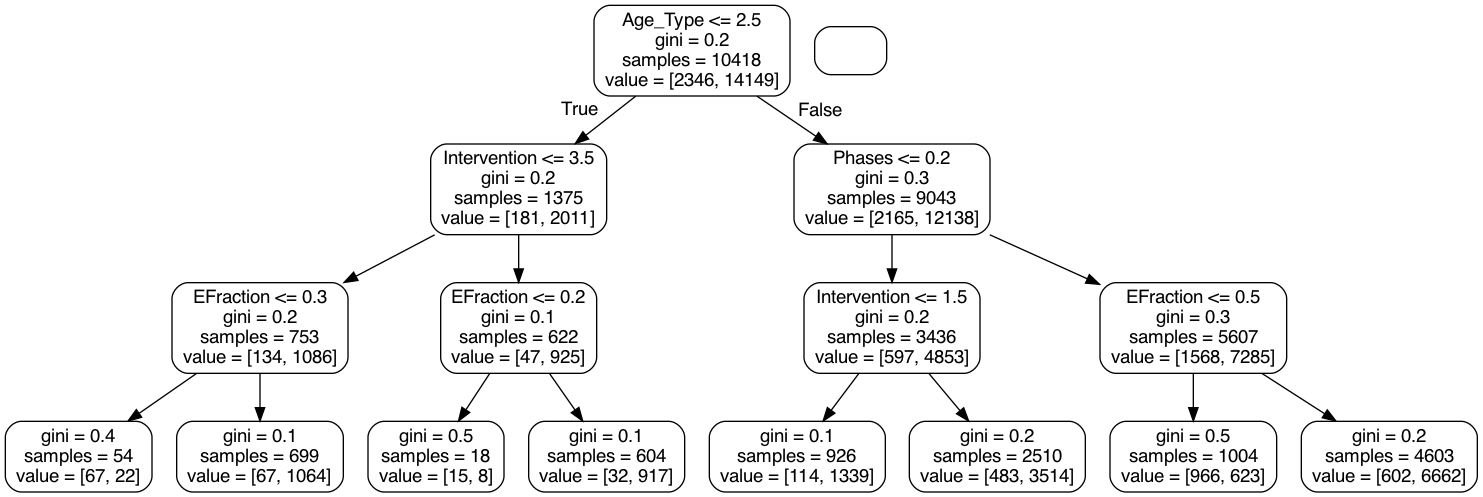 Age_Type <= 2.5
gini = 0.2
samples = 10418
value = [2346, 14149]
True
False
Intervention <= 3.5
gini = 0.2
samples = 1375
value = [181, 2011]
Phases <= 0.2
gini = 0.3
samples = 9043
value = [2165, 12138]
EFraction <= 0.3
gini = 0.2
samples = 753
value = [134, 1086]
EFraction <= 0.2
gini = 0.1
samples = 622
value = [47, 925]
Intervention <= 1.5
gini = 0.2
samples = 3436
value = [597, 4853]
EFraction <= 0.5
gini = 0.3
samples = 5607
value = [1568, 7285]
gini = 0.4
samples = 54
value = [67, 22]
gini = 0.1
samples = 699
value = [67, 1064]
gini = 0.5
samples = 18
value = [15, 8]
gini = 0.1
samples = 604
value = [32, 917]
gini = 0.1
samples = 926
value = [114, 1339]
gini = 0.2
samples = 2510
value = [483, 3514]
gini = 0.5
samples = 1004
value = [966, 623]
gini = 0.2
samples = 4603
value = [602, 6662]